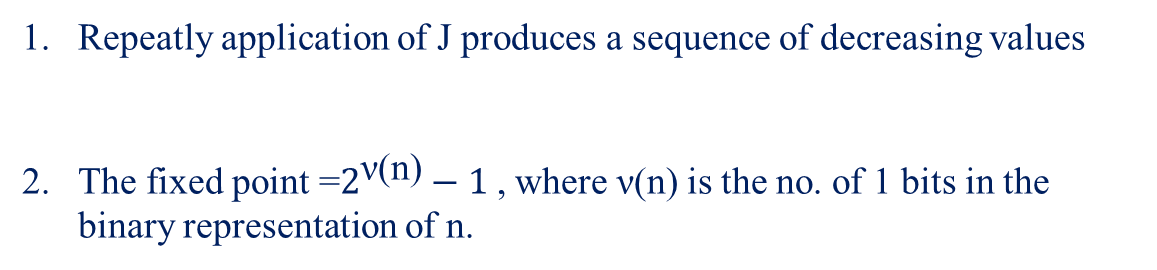 1. Repeatly application of J produces a sequence of decreasing values
2. The fixed point =2^ν(n) – 1 , where ν(n) is the no. of 1 bits in the
binary representation of n.